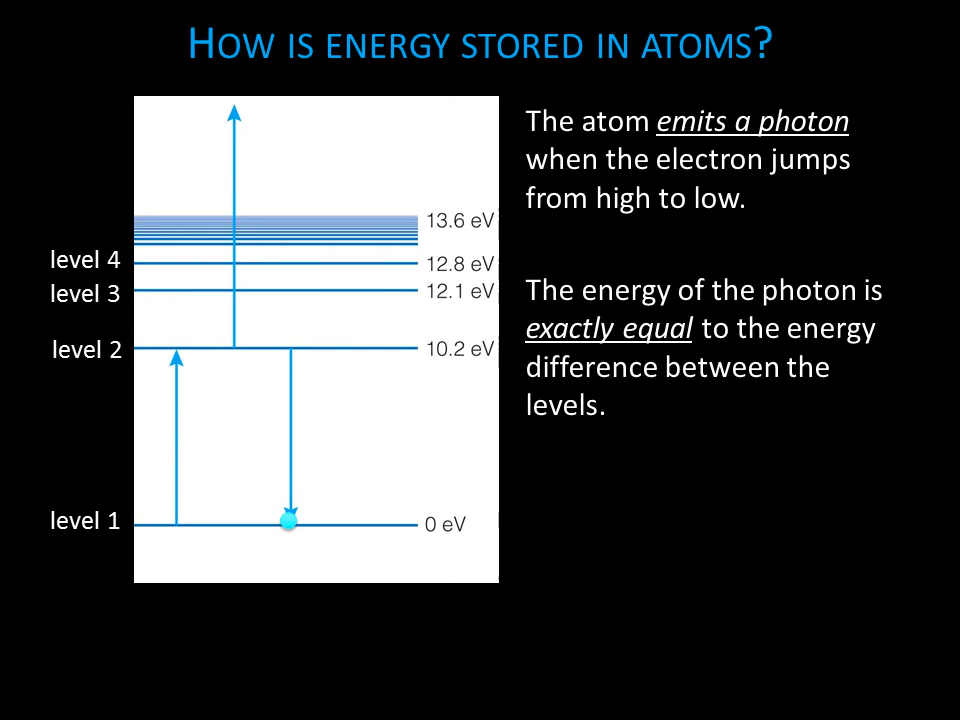 HOW IS ENERGY STORED IN ATOMS?
The atom emits a photon
when the electron jumps
from high to low.
The energy of the photon is
exactly equal to the energy
difference between the
levels.
13.6 eV
level 4
12.8 eV
level 3
12.1 eV
level 2
10.2 eV
level 1
0 eV